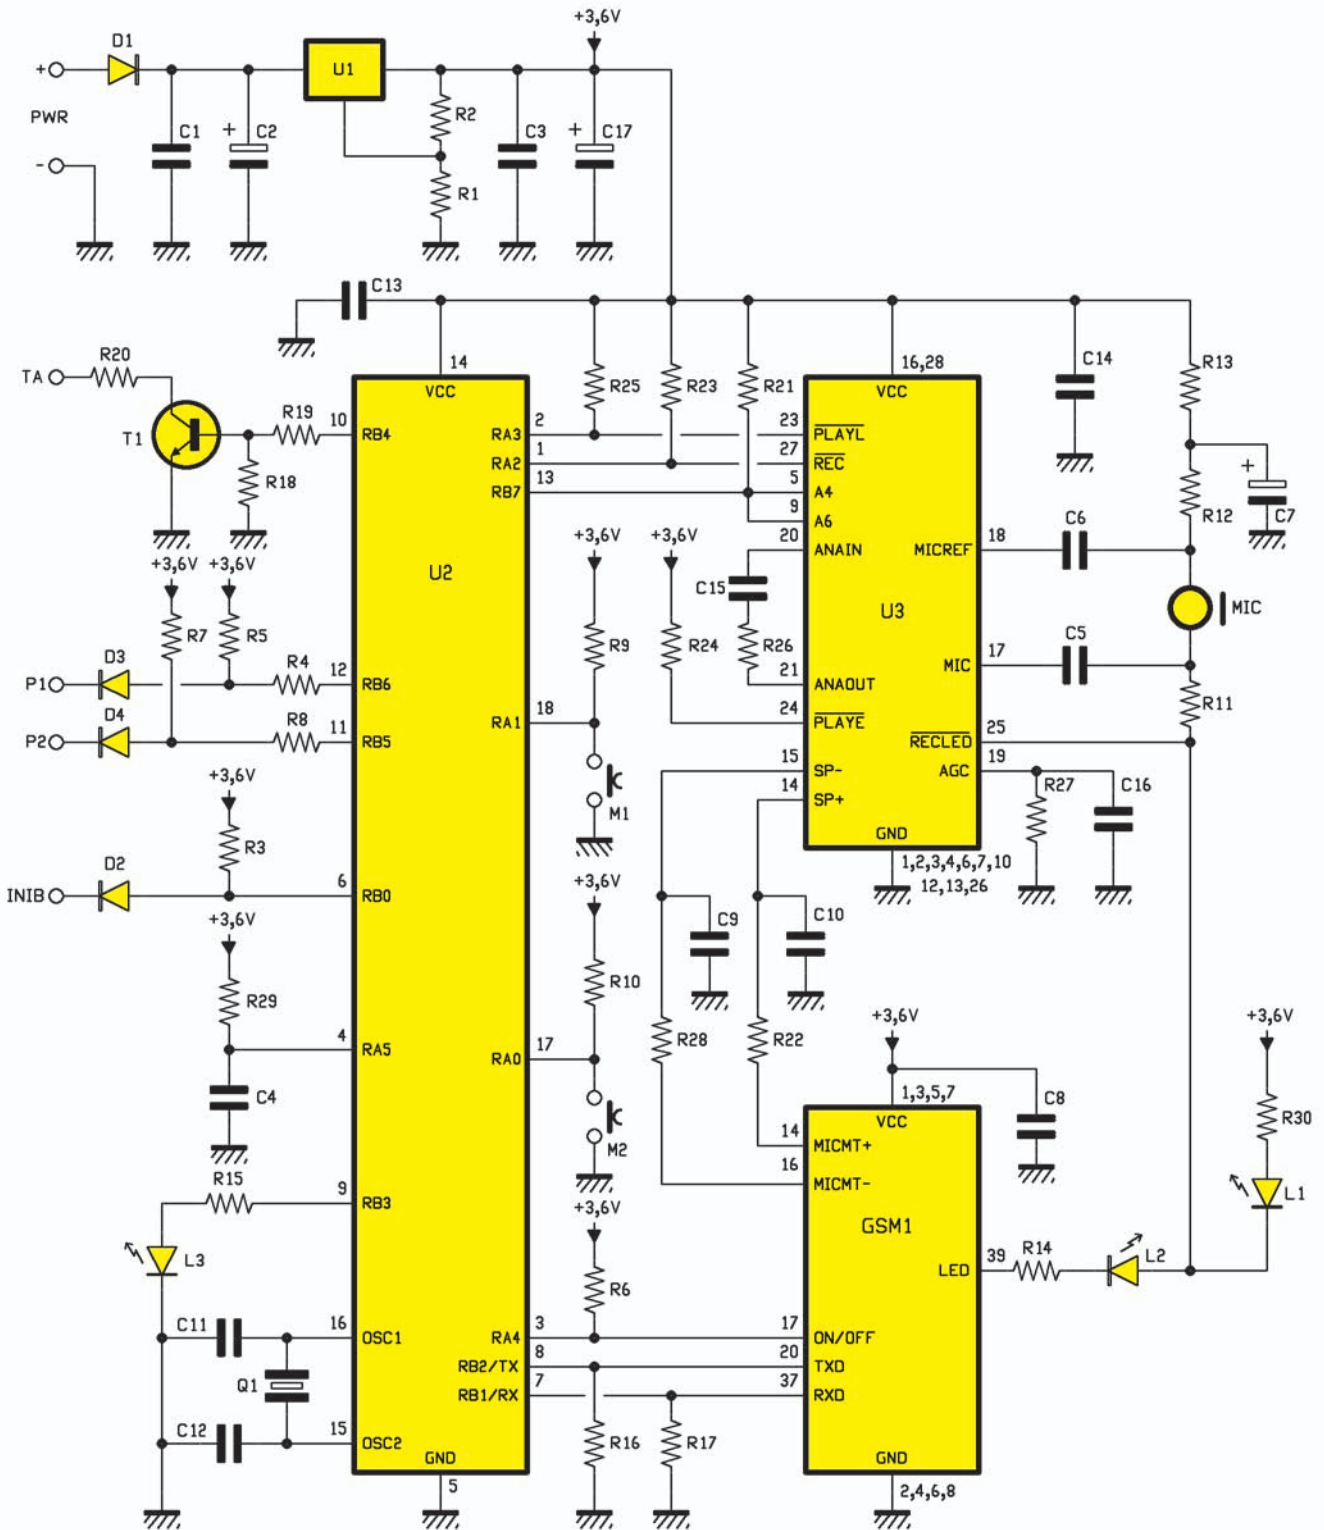 +3,6V
D1
+
U1
R2
PWR
C1
+
C2
C3
+
C17
-
R1
C13
R20
TA
14
VCC
R25
R23
R21
16,28
VCC
C14
R13
T1
R19
10
RB4
RA3
2
23
PLAYL
RA2
1
27
REC
R18
RB7
13
5
A4
+
R12
C7
9
A6
+3,6V
+3,6V
+3,6V
+3,6V
20
ANAIN
MICREF
18
C6
U2
C15
U3
MIC
R7
R5
R9
R24
R26
D3
P1
R4
12
RB6
21
ANAOUT
MIC
17
C5
D4
P2
R8
11
RB5
RA1
18
24
PLAYE
R11
RECLED
25
+3,6V
15
SP-
AGC
19
R27
C16
M1
14
SP+
R3
GND
D2
1,2,3,4,6,7,10
12,13,26
INIB
6
RB0
+3,6V
+3,6V
C9
C10
R29
R10
+3,6V
+3,6V
4
RA5
RA0
17
R28
R22
C4
1,3,5,7
VCC
C8
R30
M2
14
MICMT+
R15
9
RB3
16
MICMT-
L1
+3,6V
GSM1
L3
R6
LED
39
R14
L2
C11
16
OSC1
RA4
3
17
ON/OFF
RB2/TX
8
20
TXD
Q1
RB1/RX
7
37
RXD
C12
15
OSC2
R16
R17
GND
5
GND
2,4,6,8